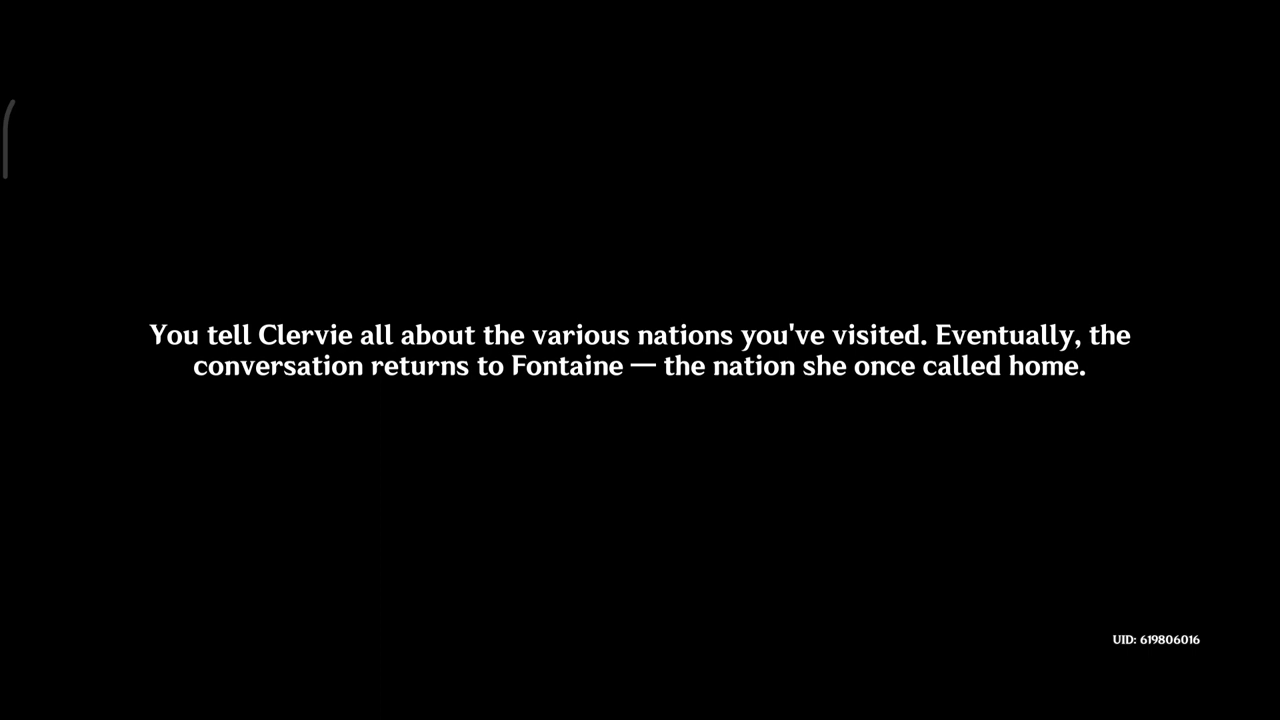 You tell Clervie all about the various nations you've visited. Eventually, the
conversation returns to Fontaine — the nation she once called home.
UID: 619806016